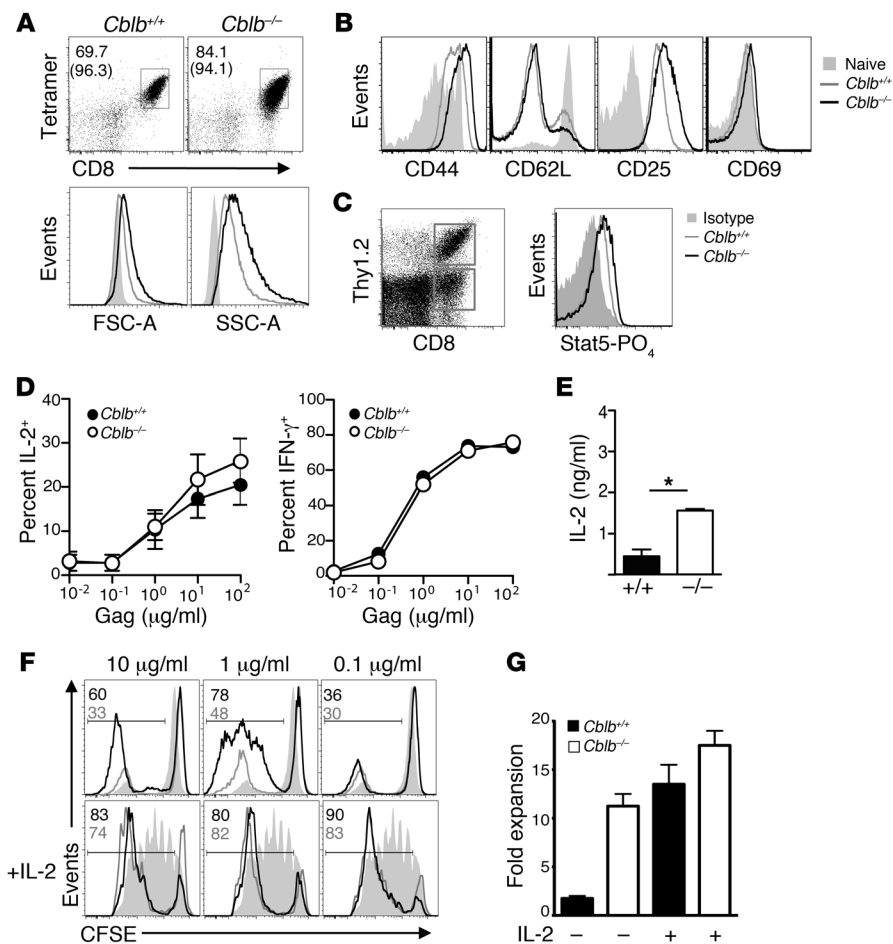 A
Cblb+/+
Cblb–/–
69.7
(96.3)
84.1
(94.1)
Tetramer
CD8
Events
FSC-A
SSC-A
B
Events
CD44
CD62L
CD25
CD69
Naive
Cblb+/+
Cblb–/–
C
Thy1.2
CD8
Events
Stat5-PO4
Isotype
Cblb+/+
Cblb–/–
D
Percent IL-2+
40
30
20
10
0
Cblb+/+
Cblb–/–
10-2
10-1
100
101
102
Gag (μg/ml)
Percent IFN-γ+
100
80
60
40
20
0
Cblb+/+
Cblb–/–
10-2
10-1
100
101
102
Gag (μg/ml)
E
IL-2 (ng/ml)
4
3
2
1
*
+/+
–/–
F
10 μg/ml
1 μg/ml
0.1 μg/ml
60
33
78
48
36
30
83
74
80
82
90
83
+IL-2
Events
CFSE
G
Fold expansion
20
15
10
5
0
Cblb+/+
Cblb–/–
IL-2 – – + +